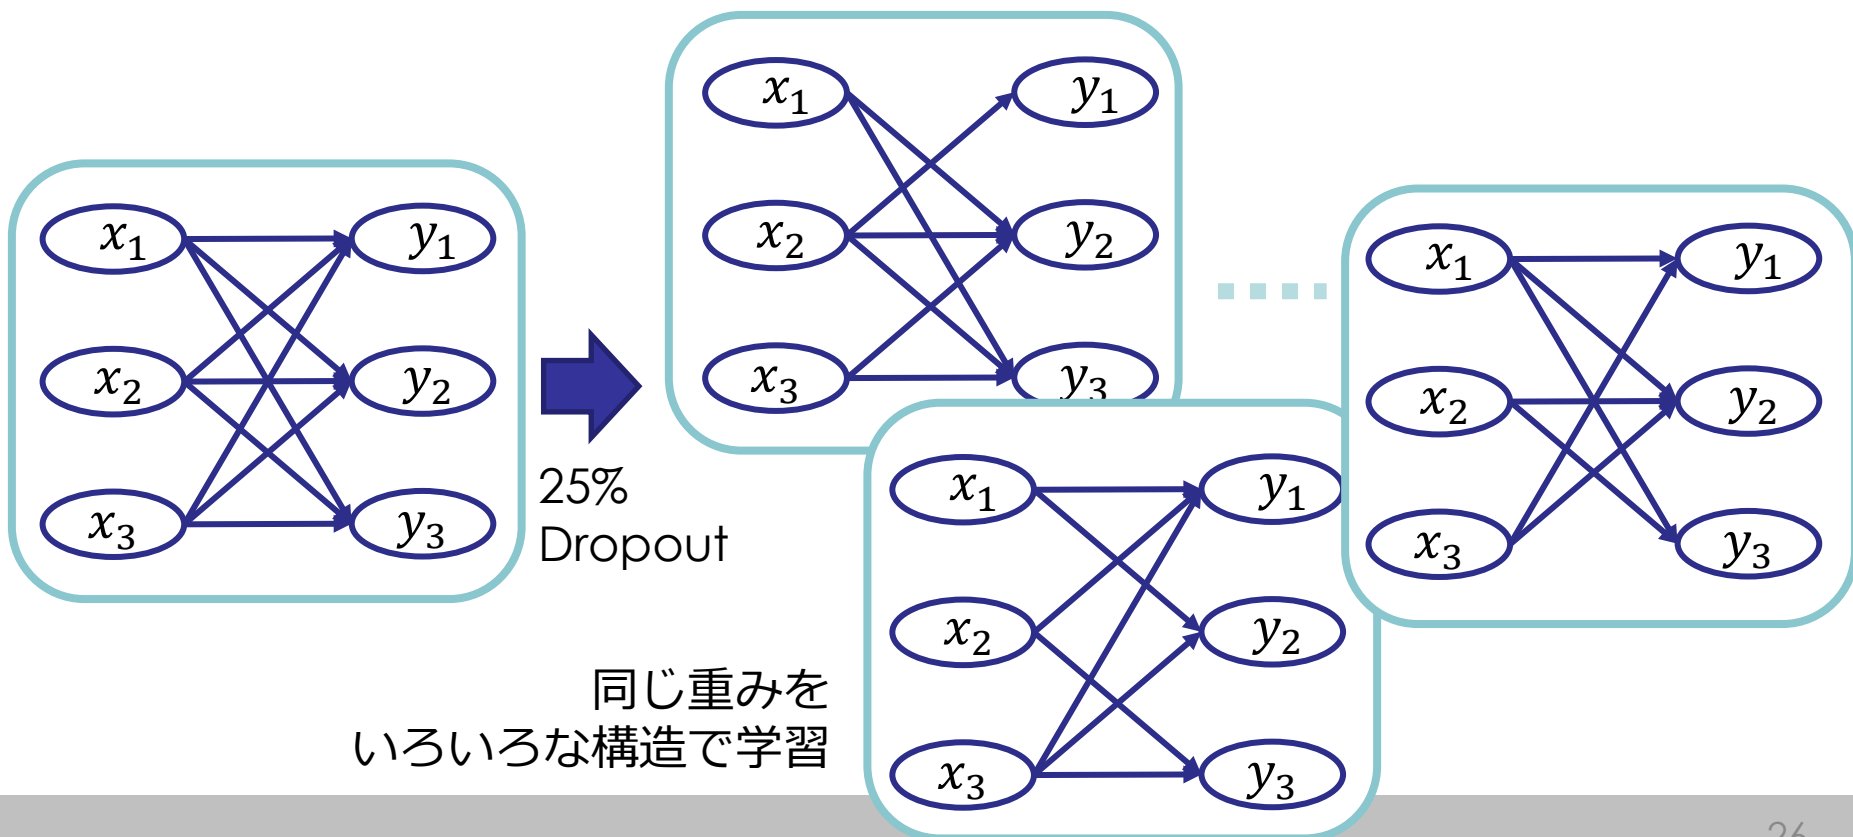 x₁ y₁
x₂ y₂
x₃ y₃
25%
Dropout
x₁ y₁
x₂ y₂
x₃ y₃
x₁ y₁
x₂ y₂
x₃ y₃
x₁ y₁
x₂ y₂
x₃ y₃
同じ重みを
いろいろな構造で学習
26